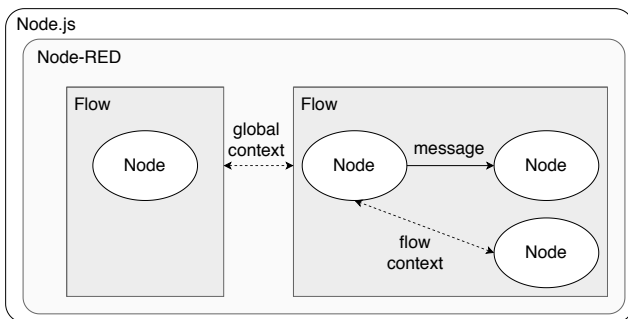 Node.js
Node-RED
Flow
Node
global
context
Flow
Node
message
Node
flow
context
Node